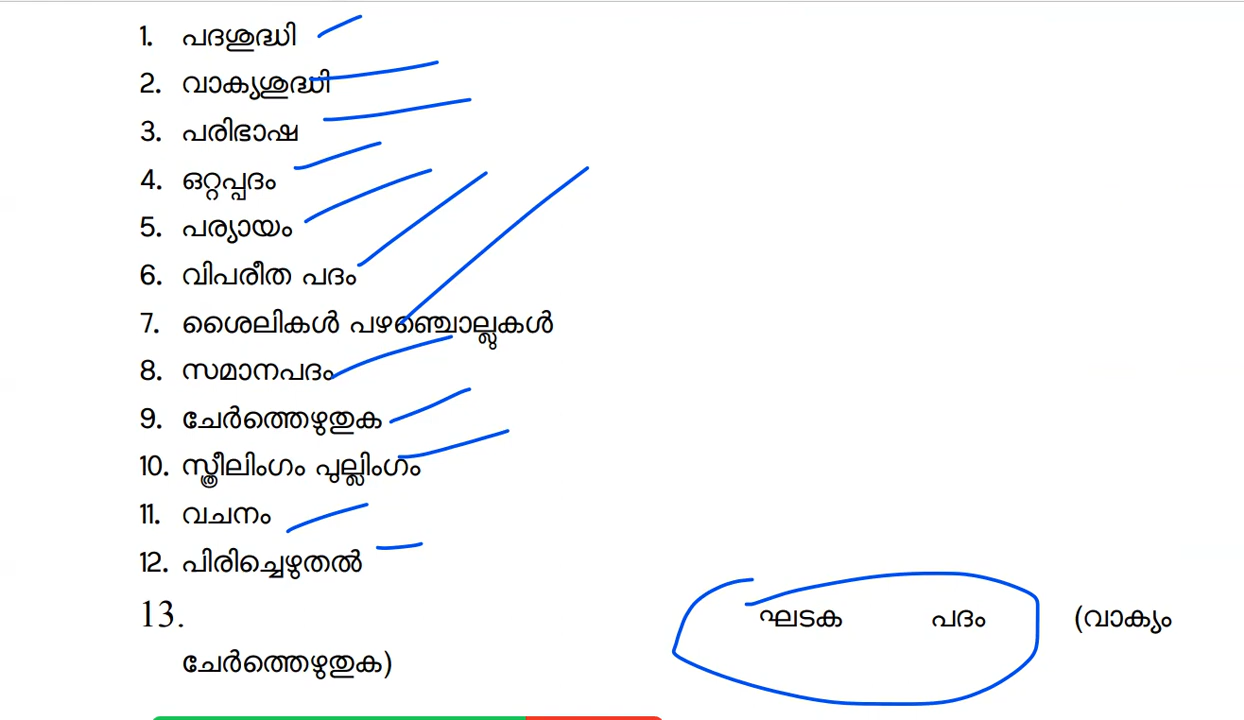 1. പദശുദ്ധി
2. വാക്യശുദ്ധി
3. പരിഭാഷ
4. ഒറ്റപ്പദം
5. പര്യായം
6. വിപരീത പദം
7. ശൈലികൾ പഴഞ്ചൊല്ലുകൾ
8. സമാനപദം
9. ചേർത്തെഴുതുക
10. സ്ത്രീലിംഗം പുല്ലിംഗം
11. വചനം
12. പിരിച്ചെഴുതൽ
13. ഘടക പദം (വാക്യം
ചേർത്തെഴുതുക)